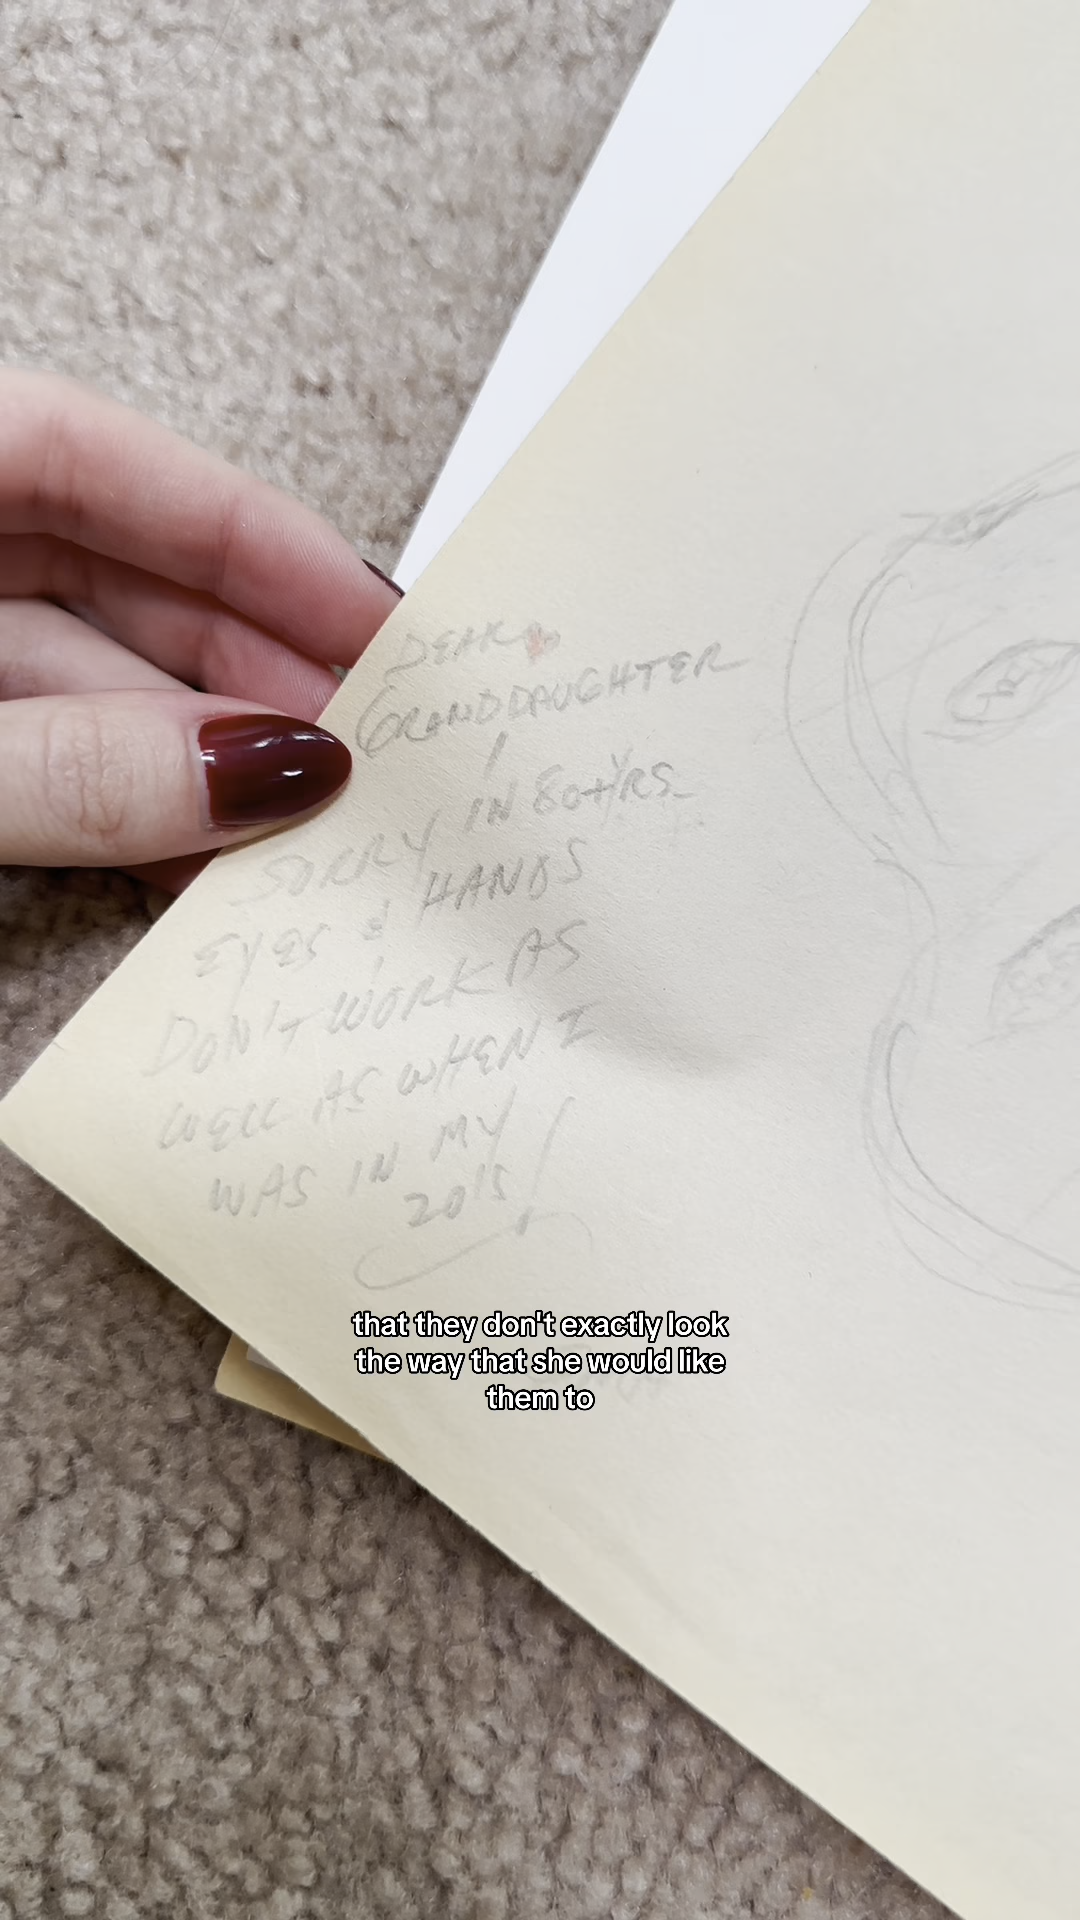 DEAR
GRANDDAUGHTER
SORRY IN 80+YRS
EYES & HANDS
DON'T WORK AS
WELL AS WHEN I
WAS IN MY
20'S
that they don't exactly look
the way that she would like
them to